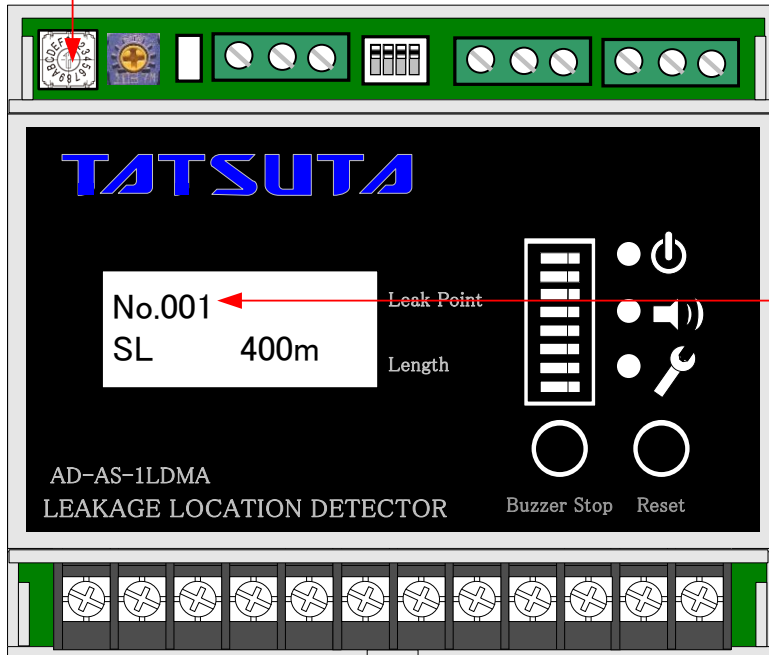 TATSUTA
No.001
SL 400m
Leak Point
Length
AD-AS-1LDMA
LEAKAGE LOCATION DETECTOR
Buzzer Stop Reset